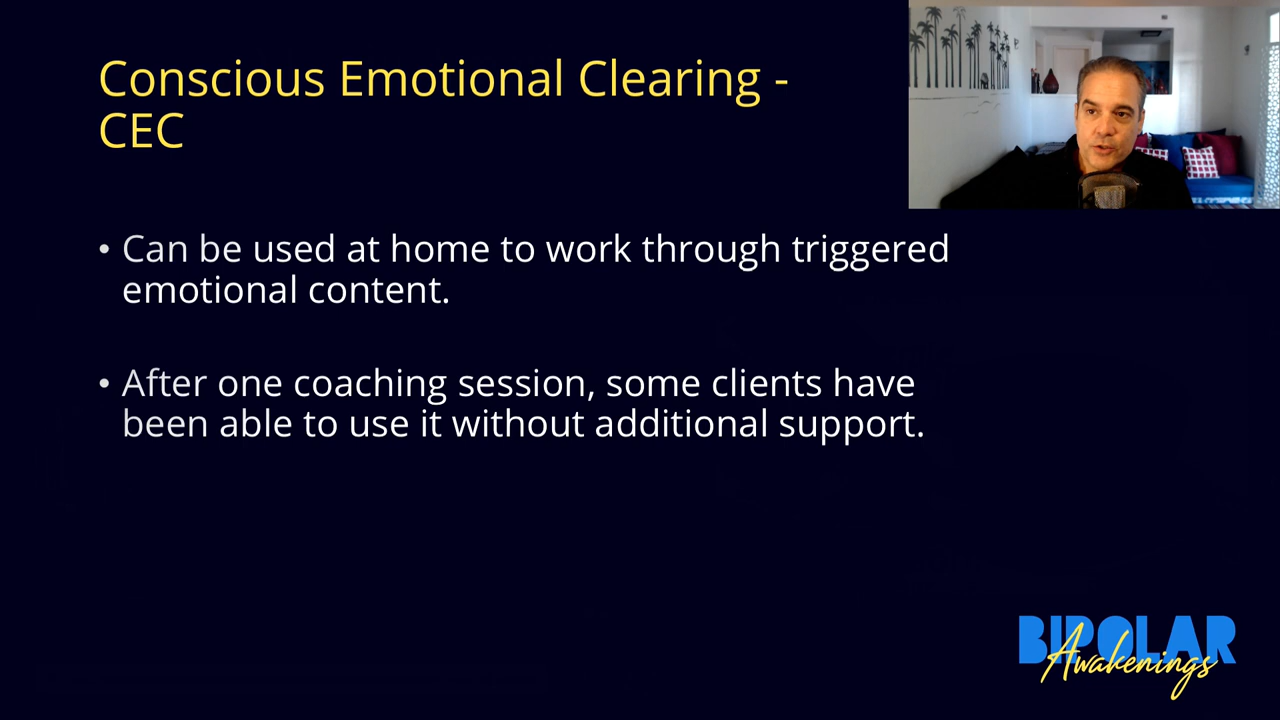 Conscious Emotional Clearing -
CEC
• Can be used at home to work through triggered
emotional content.
• After one coaching session, some clients have
been able to use it without additional support.
BIPOLAR
Awakenings